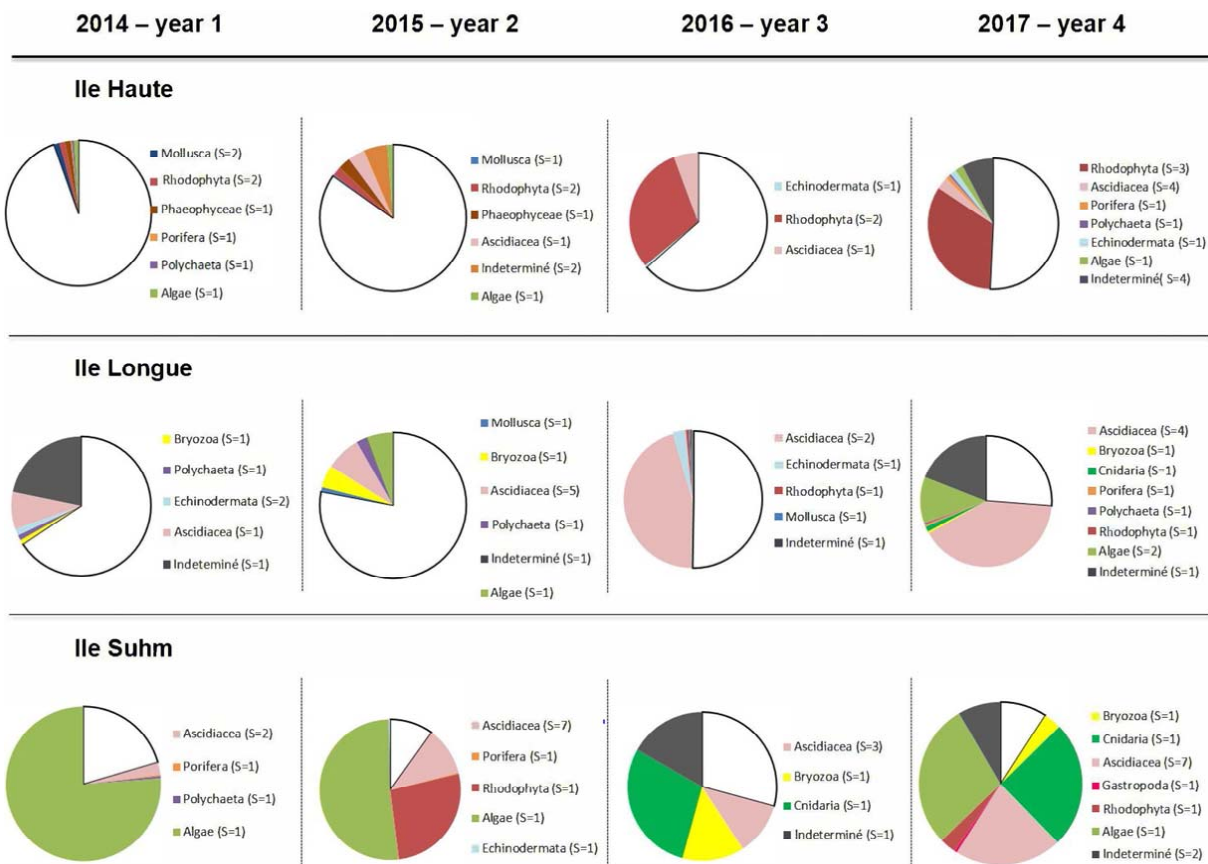 2014 – year 1
2015 – year 2
2016 – year 3
2017 – year 4
Ile Haute
Mollusca (S=2)
Rhodophyta (S=2)
Phaeophyceae (S=1)
Porifera (S=1)
Polychaeta (S=1)
Algae (S=1)
Mollusca (S=1)
Rhodophyta (S=2)
Phaeophyceae (S=1)
Ascidiacea (S=1)
Indeterminé (S=2)
Algae (S=1)
Echinodermata (S=1)
Rhodophyta (S=2)
Ascidiacea (S=1)
Rhodophyta (S=3)
Ascidiacea (S=4)
Porifera (S=1)
Polychaeta (S=1)
Echinodermata (S=1)
Algae (S=1)
Indeterminé( S=4)
Ile Longue
Bryozoa (S=1)
Polychaeta (S=1)
Echinodermata (S=2)
Ascidiacea (S=1)
Indeteminé (S=1)
Mollusca (S=1)
Bryozoa (S=1)
Ascidiacea (S=5)
Polychaeta (S=1)
Indeterminé (S=1)
Algae (S=1)
Ascidiacea (S=2)
Echinodermata (S=1)
Rhodophyta (S=1)
Mollusca (S=1)
Indeterminé (S=1)
Ascidiacea (S=4)
Bryozoa (S=1)
Cnidaria (S=1)
Porifera (S=1)
Polychaeta (S=1)
Rhodophyta (S=1)
Algae (S=2)
Indeterminé (S=1)
Ile Suhm
Ascidiacea (S=2)
Porifera (S=1)
Polychaeta (S=1)
Algae (S=1)
Ascidiacea (S=7)
Porifera (S=1)
Rhodophyta (S=1)
Algae (S=1)
Echinodermata (S=1)
Ascidiacea (S=3)
Bryozoa (S=1)
Cnidaria (S=1)
Indeterminé (S=1)
Bryozoa (S=1)
Cnidaria (S=1)
Ascidiacea (S=7)
Gastropoda (S=1)
Rhodophyta (S=1)
Algae (S=1)
Indeterminé (S=2)